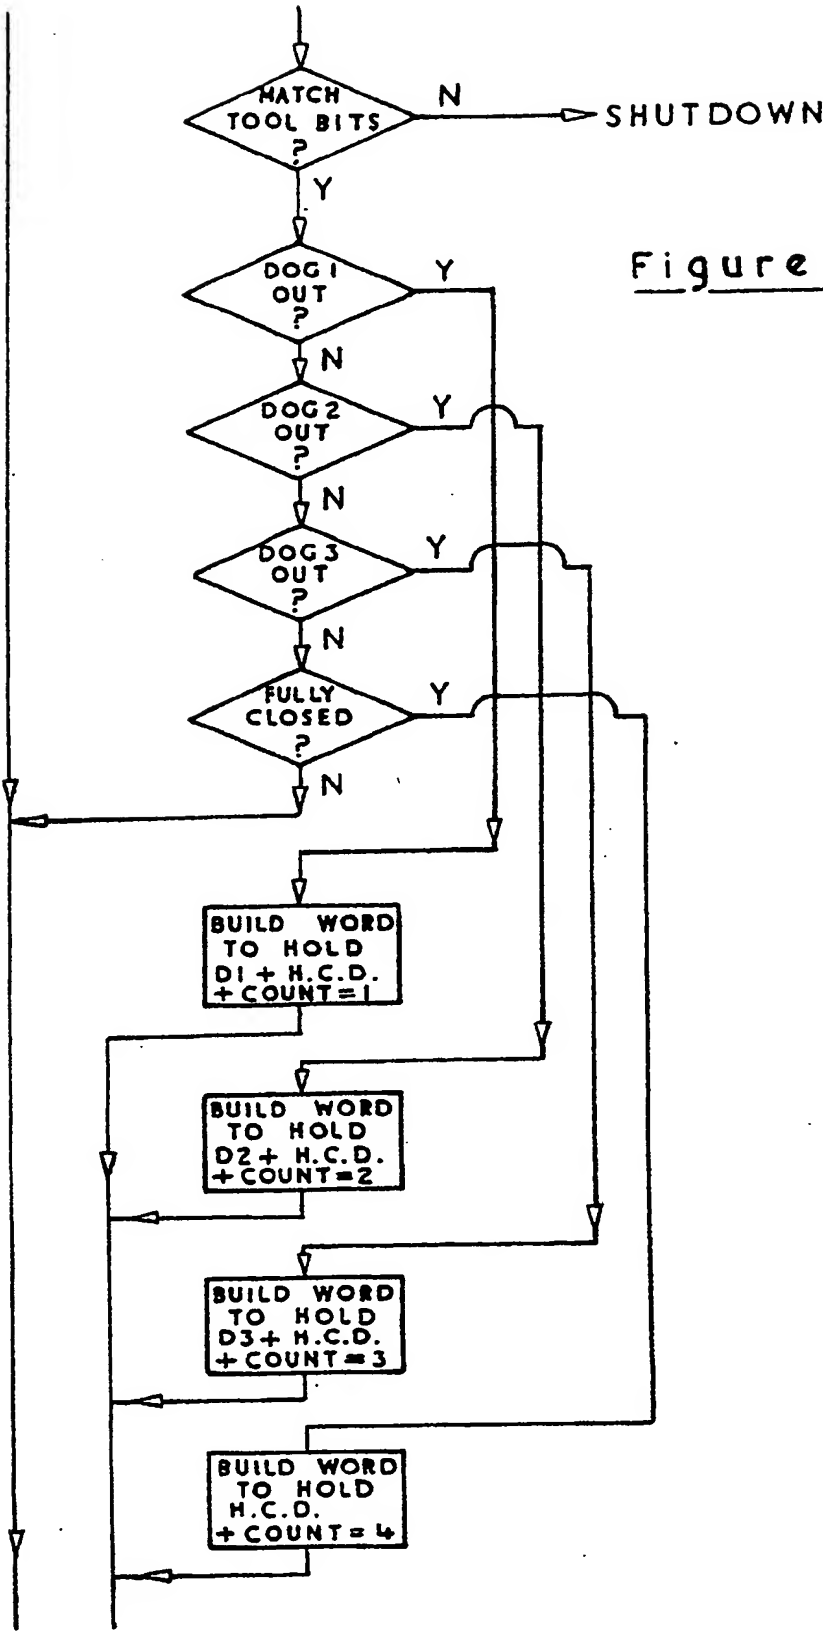 MATCH
TOOL BITS
?
N
SHUTDOWN
Y
Figure
DOG 1
OUT
?
Y
N
DOG 2
OUT
?
Y
N
DOG 3
OUT
?
Y
N
FULLY
CLOSED
?
Y
N
BUILD WORD
TO HOLD
D1 + H.C.D.
+ COUNT = 1
BUILD WORD
TO HOLD
D2 + H.C.D.
+ COUNT = 2
BUILD WORD
TO HOLD
D3 + H.C.D.
+ COUNT = 3
BUILD WORD
TO HOLD
H.C.D.
+ COUNT = 4